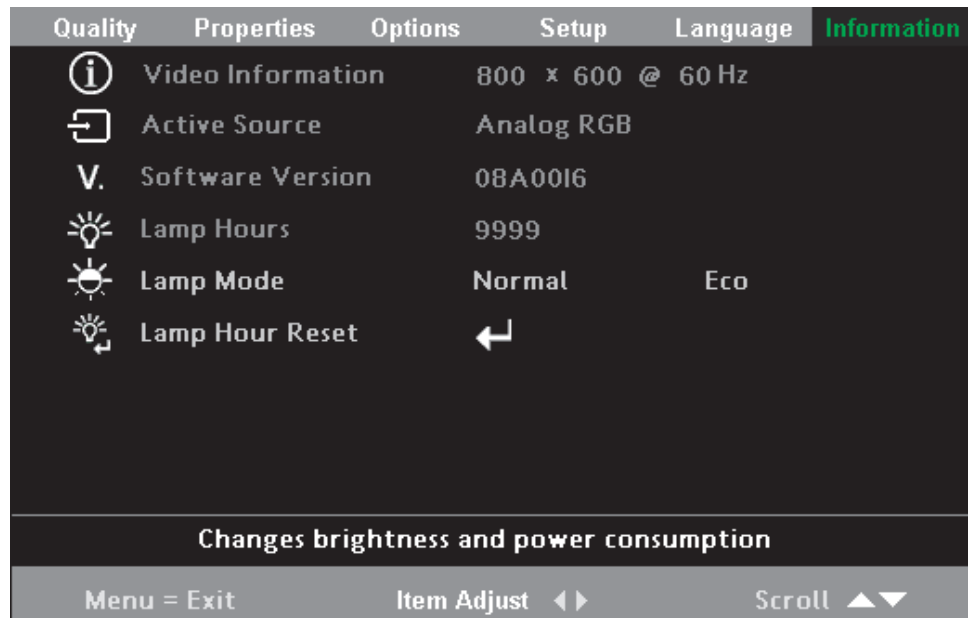 Quality Properties Options Setup Language Information
Video Information 800 x 600 @ 60 Hz
Active Source Analog RGB
V. Software Version 08A00I6
Lamp Hours 9999
Lamp Mode Normal Eco
Lamp Hour Reset
Changes brightness and power consumption
Menu = Exit Item Adjust Scroll